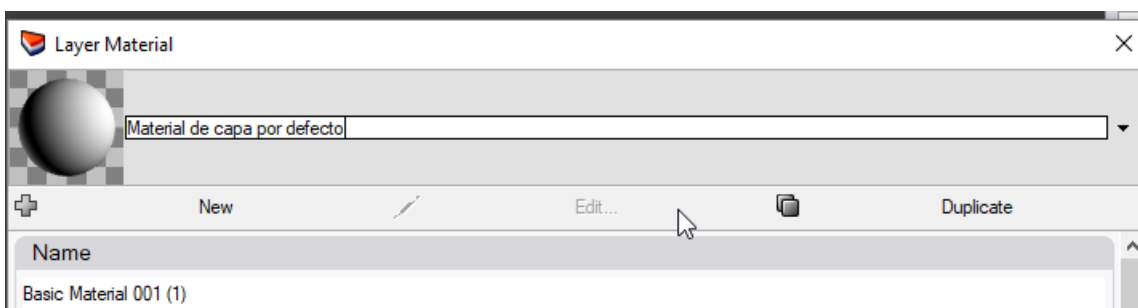 Layer Material
Material de capa por defecto
New Edit... Duplicate
Name
Basic Material 001 (1)